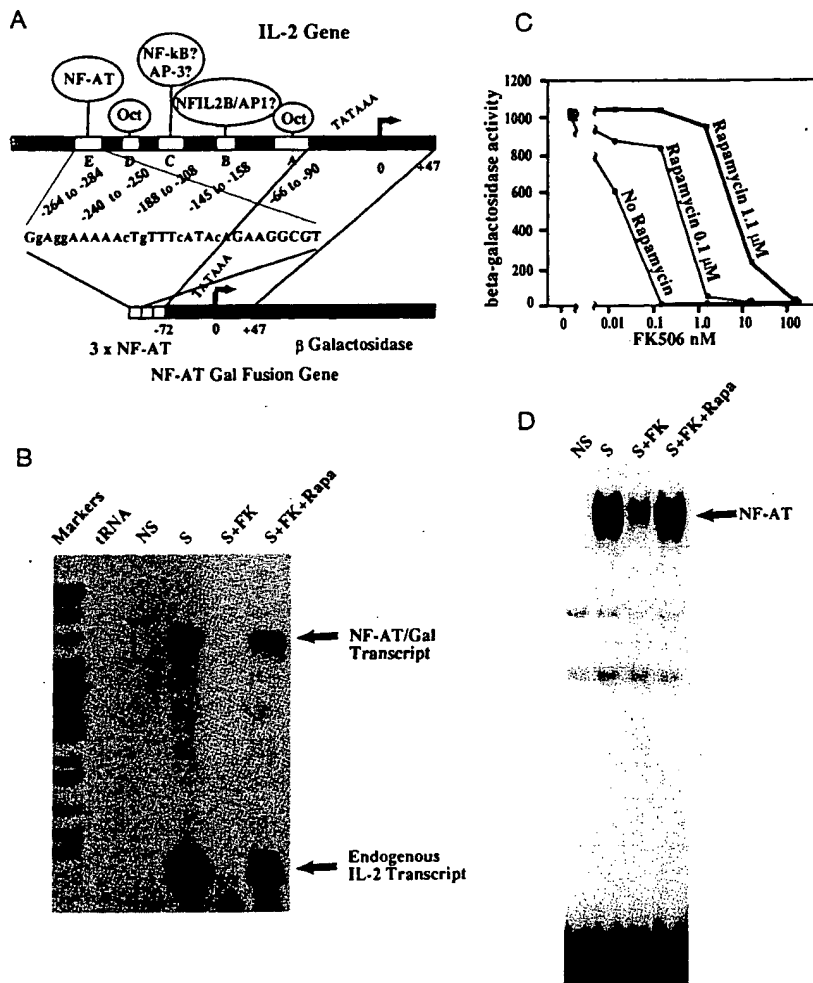 A
IL-2 Gene
NF-AT
Oct
NF-kB?
AP-3?
NFIL2B/AP1?
Oct
TATAAA
E
D
C
B
A
0
+47
-264 to -284
-240 to -250
-188 to -208
-145 to -158
-66 to -90
GgAggAAAAAcTgTTTcATAcAGAAGGCGT
TATAAA
-72
0
+47
3 x NF-AT
β Galactosidase
NF-AT Gal Fusion Gene
B
Markers
tRNA
NS
S
S+FK
S+FK+Rapa
NF-AT/Gal
Transcript
Endogenous
IL-2 Transcript
C
beta-galactosidase activity
1200
1000
800
600
400
200
0
No Rapamycin
Rapamycin 0.1 µM
Rapamycin 1.1 µM
0
0.01
0.1
1.0
10
100
FK506 nM
D
NS
S
S+FK
S+FK+Rapa
NF-AT